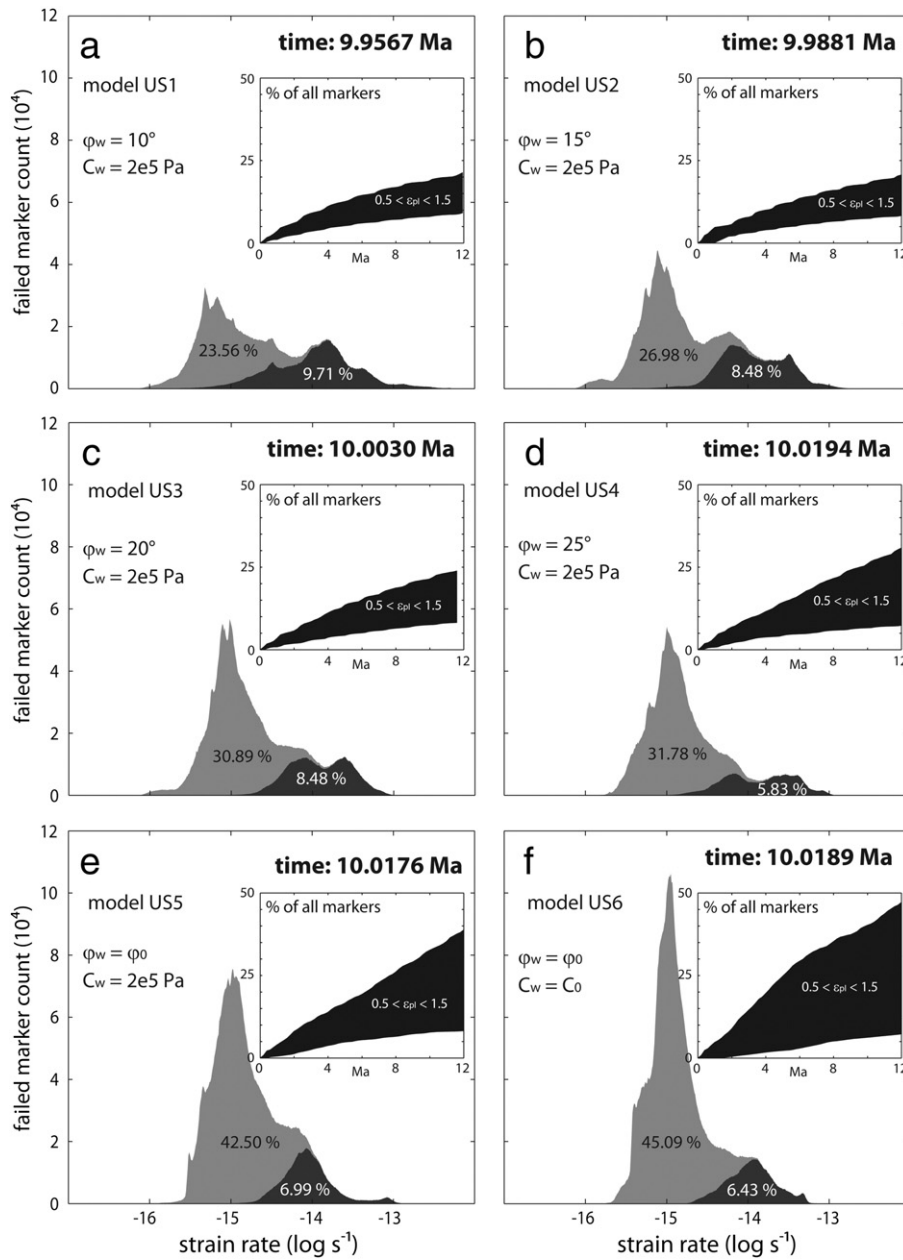 a
time: 9.9567 Ma
model US1
φw = 10°
Cw = 2e5 Pa
% of all markers
50
25
0
0.5 < εpl < 1.5
0 4 8 12
Ma
23.56 %
9.71 %
12
10
8
6
4
2
0
failed marker count (10⁴)
b
time: 9.9881 Ma
model US2
φw = 15°
Cw = 2e5 Pa
% of all markers
50
25
0
0.5 < εpl < 1.5
0 4 8 12
Ma
26.98 %
8.48 %
c
time: 10.0030 Ma
model US3
φw = 20°
Cw = 2e5 Pa
% of all markers
50
25
0
0.5 < εpl < 1.5
0 4 8 12
Ma
30.89 %
8.48 %
12
10
8
6
4
2
0
failed marker count (10⁴)
d
time: 10.0194 Ma
model US4
φw = 25°
Cw = 2e5 Pa
% of all markers
50
25
0
0.5 < εpl < 1.5
0 4 8 12
Ma
31.78 %
5.83 %
e
time: 10.0176 Ma
model US5
φw = φ0
Cw = 2e5 Pa
% of all markers
50
25
0
0.5 < εpl < 1.5
0 4 8 12
Ma
42.50 %
6.99 %
12
10
8
6
4
2
0
failed marker count (10⁴)
-16 -15 -14 -13
strain rate (log s⁻¹)
f
time: 10.0189 Ma
model US6
φw = φ0
Cw = C0
% of all markers
50
25
0
0.5 < εpl < 1.5
0 4 8 12
Ma
45.09 %
6.43 %
-16 -15 -14 -13
strain rate (log s⁻¹)